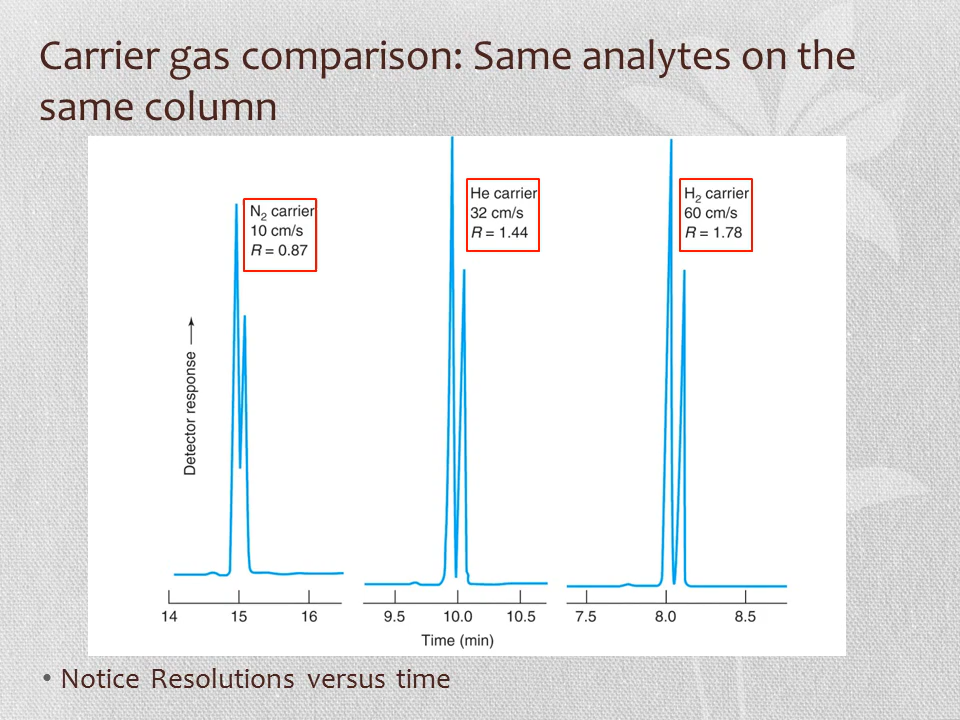 Carrier gas comparison: Same analytes on the
same column
N₂ carrier
10 cm/s
R = 0.87
He carrier
32 cm/s
R = 1.44
H₂ carrier
60 cm/s
R = 1.78
Detector response
14 15 16 9.5 10.0 10.5 7.5 8.0 8.5
Time (min)
• Notice Resolutions versus time